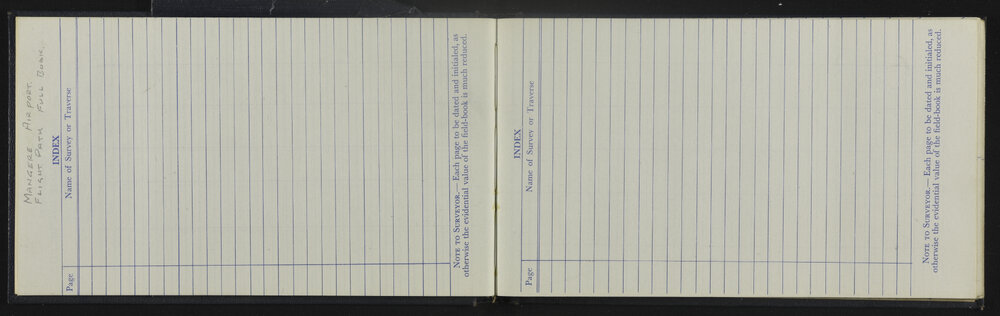 MANGERE AIRPORT
FLIGHT PATH FULL BOOK.
INDEX
Page Name of Survey or Traverse
NOTE TO SURVEYOR.— Each page to be dated and initialed, as
otherwise the evidential value of the field-book is much reduced.
INDEX
Page Name of Survey or Traverse
NOTE TO SURVEYOR.— Each page to be dated and initialed, as
otherwise the evidential value of the field-book is much reduced.